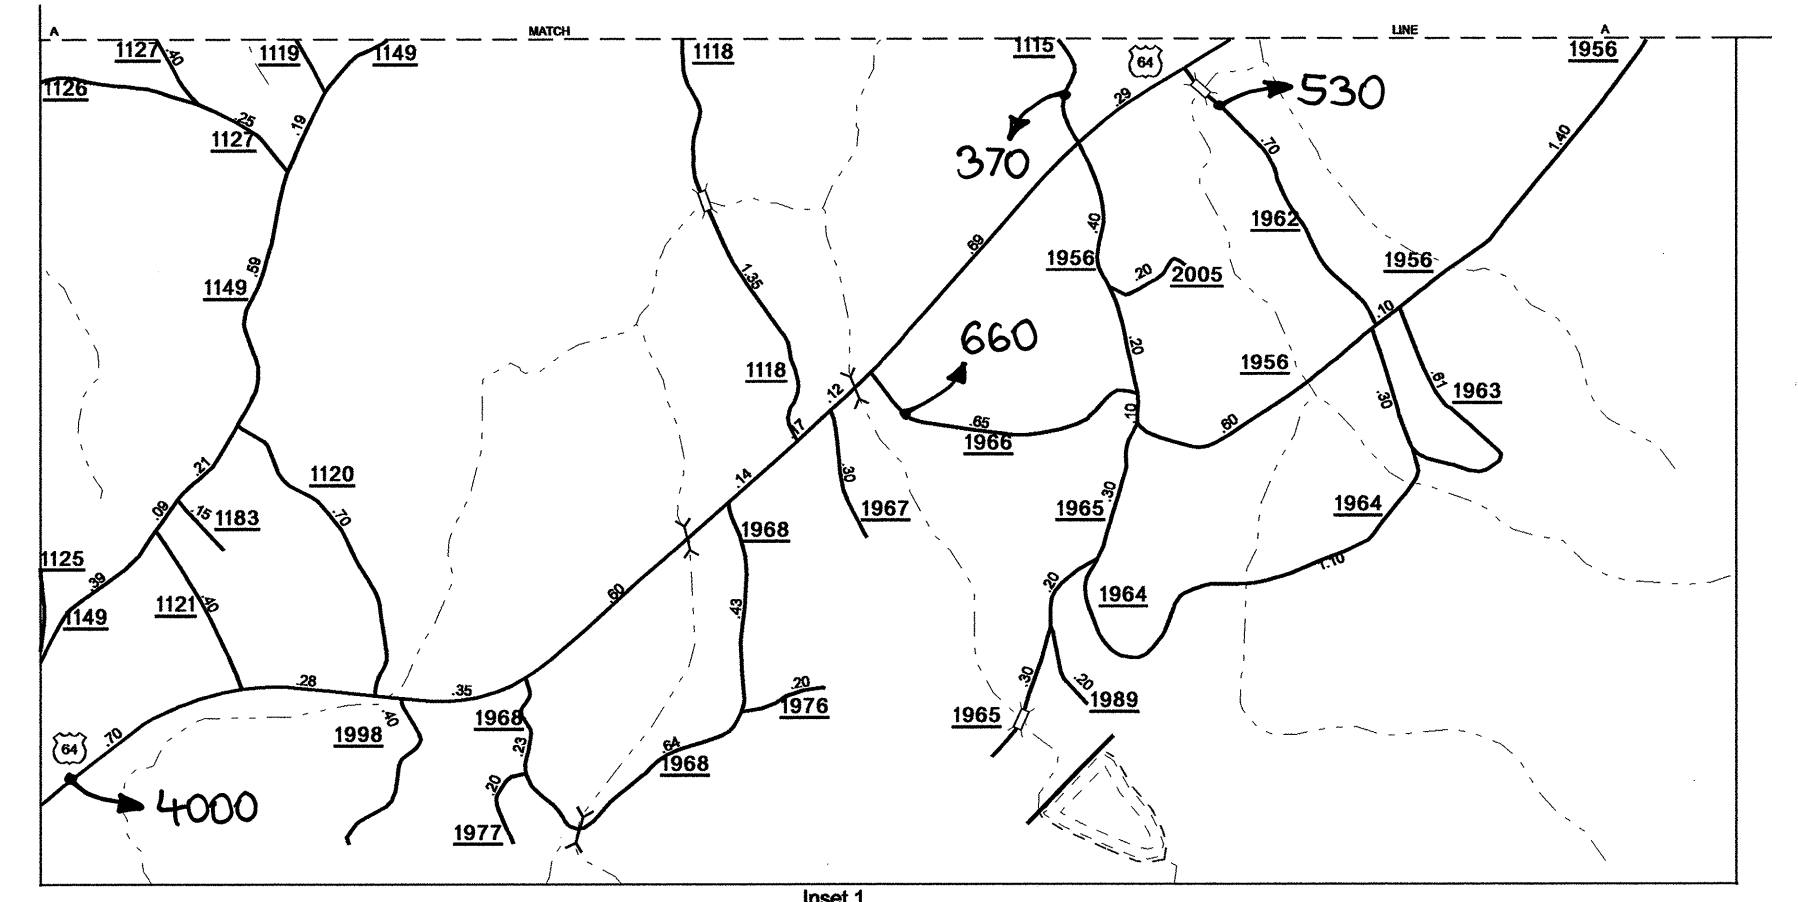 A MATCH LINE A
1127 .40 1119 1149 1118 1115 64 1956
1126 .29 530
.25 .19
1127 370 .70 1.40
1962
.40
.59 .69 1956 1956
1149 1.35 .20 2005
.10
660 .20
1118 1956
.12 .30 .61 1963
.17 .65 .10 .60
1966
.21 1120 .14 .30
.09 .15 1183 .70 1967 1965 .30 1964
1968
1125 1.10
.39 .20
1149 1121 .40 .60 .43 1964
.28 .35 .30 .20 .20
1989
1976
.70 .40 1968 1965
64 1998 .23 .64
1968
4000 .20
1977
Inset 1